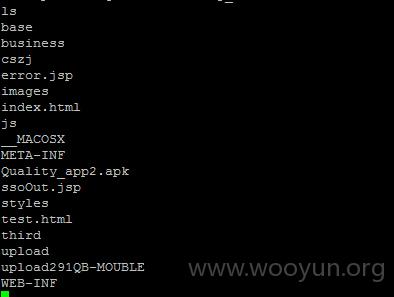 ls
base
business
cszj
error.jsp
images
index.html
js
__MACOSX
META-INF
Quality_app2.apk
ssoOut.jsp
styles
test.html
third
upload
upload291QB-MOUBLE
www.wooyun.org
WEB-INF